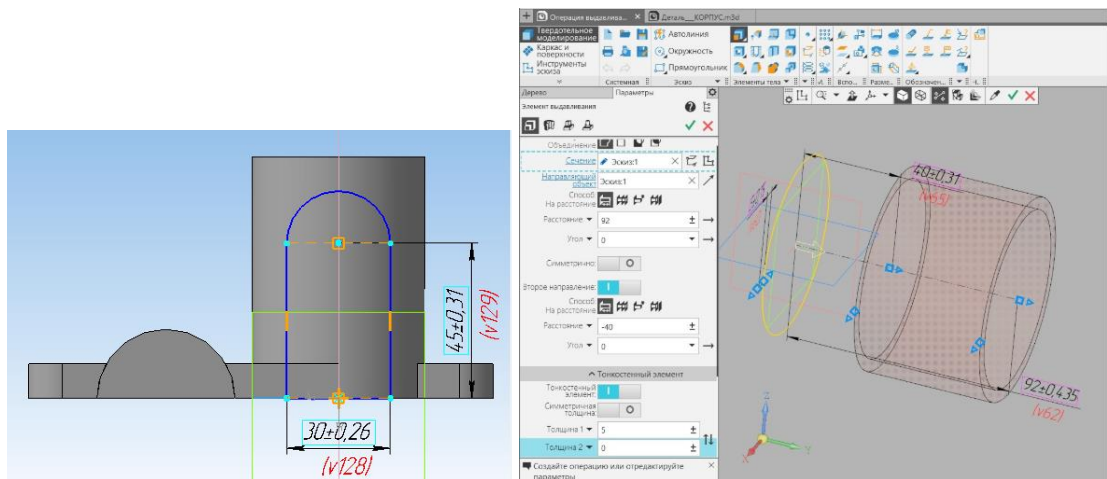 45±0,31
(v129)
30±0,26
(v128)
Операция выдавлива...
Деталь__КОРПУС.m3d
Твердотельное моделирование
Каркас и поверхности
Инструменты эскиза
Автолиния
Окружность
Прямоугольник
Системная
Эскиз
Элементы тела
Вспо...
Разме...
Обозначен...
Дерево
Параметры
Элемент выдавливания
Объединение
Сечение
Эскиз:1
Направляющий объект
Эскиз:1
Способ
На расстояние
Расстояние
92
Угол
0
Симметрично:
Второе направление:
Способ
На расстояние
Расстояние
-40
Угол
0
Тонкостенный элемент
Тонкостенный элемент:
Симметричная толщина:
Толщина 1
5
Толщина 2
0
Создайте операцию или отредактируйте
параметры
40±0,31
(v65)
92±0,435
(v62)
Z
X